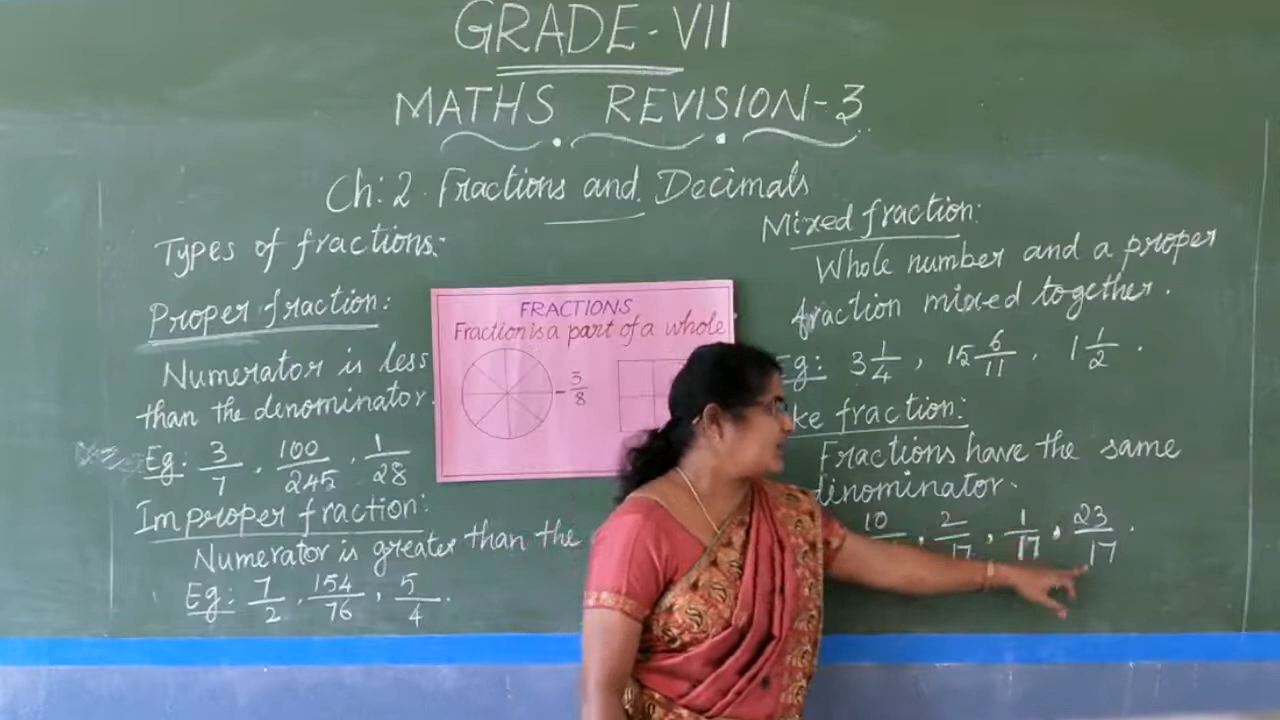 GRADE-VII
MATHS REVISION-3
Ch: 2. Fractions and Decimals
Types of fractions:
Proper fraction:
Numerator is less
than the denominator.
Eg: 3/7, 100/245, 1/28
Improper fraction:
Numerator is greater than the
Eg: 7/2, 154/76, 5/4.
FRACTIONS
Fraction is a part of a whole
- 3/8
Mixed fraction:
Whole number and a proper
fraction mixed together.
Eg: 3 1/4, 15 6/11, 1 1/2.
fraction:
Fractions have the same
denominator.
10, 2/17, 1/17, 23/17.